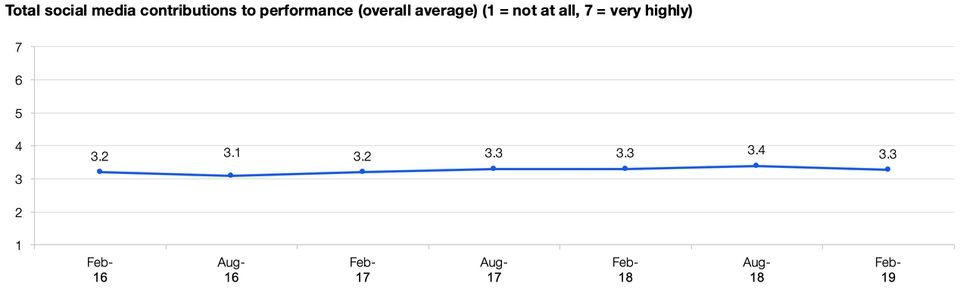 Total social media contributions to performance (overall average) (1 = not at all, 7 = very highly)
7
6
5
4
3
2
1
3.2
3.1
3.2
3.3
3.3
3.4
3.3
Feb-
16
Aug-
16
Feb-
17
Aug-
17
Feb-
18
Aug-
18
Feb-
19